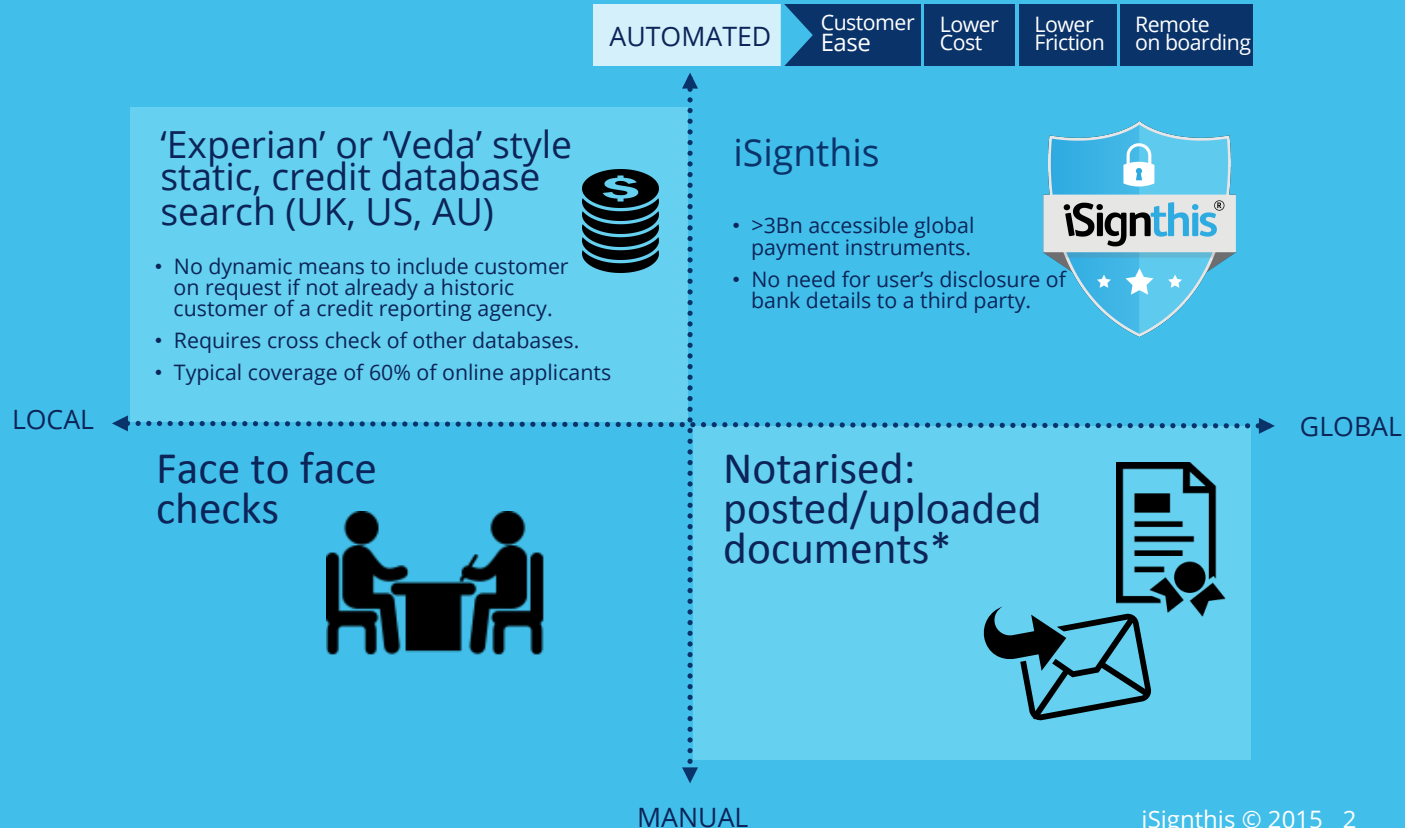 AUTOMATED
Customer
Ease
Lower
Cost
Lower
Friction
Remote
on boarding
‘Experian’ or ‘Veda’ style
static, credit database
search (UK, US, AU)
$
• No dynamic means to include customer
on request if not already a historic
customer of a credit reporting agency.
• Requires cross check of other databases.
• Typical coverage of 60% of online applicants
iSignthis
• >3Bn accessible global
payment instruments.
• No need for user’s disclosure of
bank details to a third party.
iSignthis®
LOCAL
GLOBAL
Face to face
checks
Notarised:
posted/uploaded
documents*
MANUAL
iSignthis © 2015 2